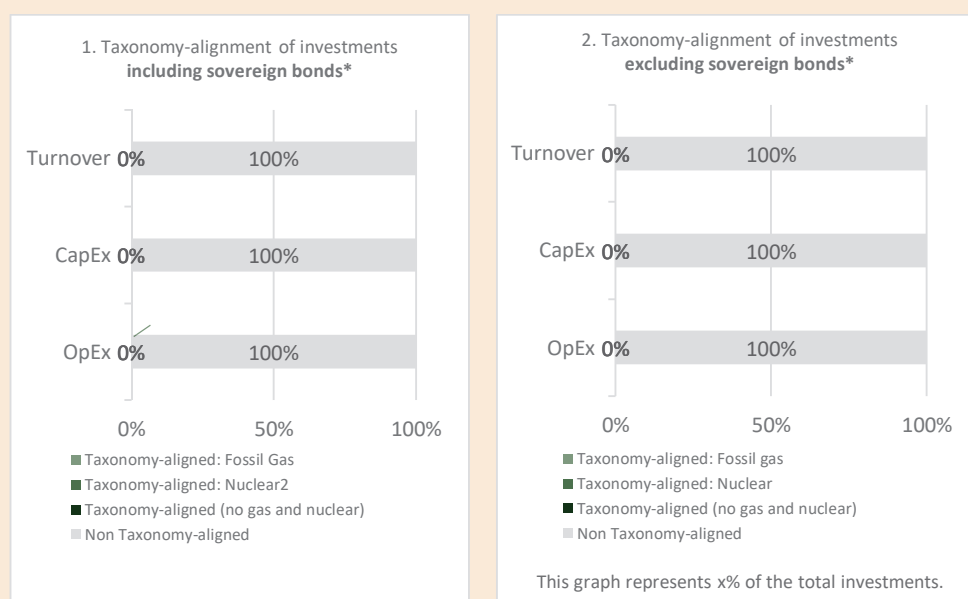 1. Taxonomy-alignment of investments
including sovereign bonds*
Turnover 0% 100%
CapEx 0% 100%
OpEx 0% 100%
0% 50% 100%
Taxonomy-aligned: Fossil Gas
Taxonomy-aligned: Nuclear2
Taxonomy-aligned (no gas and nuclear)
Non Taxonomy-aligned
2. Taxonomy-alignment of investments
excluding sovereign bonds*
Turnover 0% 100%
CapEx 0% 100%
OpEx 0% 100%
0% 50% 100%
Taxonomy-aligned: Fossil gas
Taxonomy-aligned: Nuclear
Taxonomy-aligned (no gas and nuclear)
Non Taxonomy-aligned
This graph represents x% of the total investments.